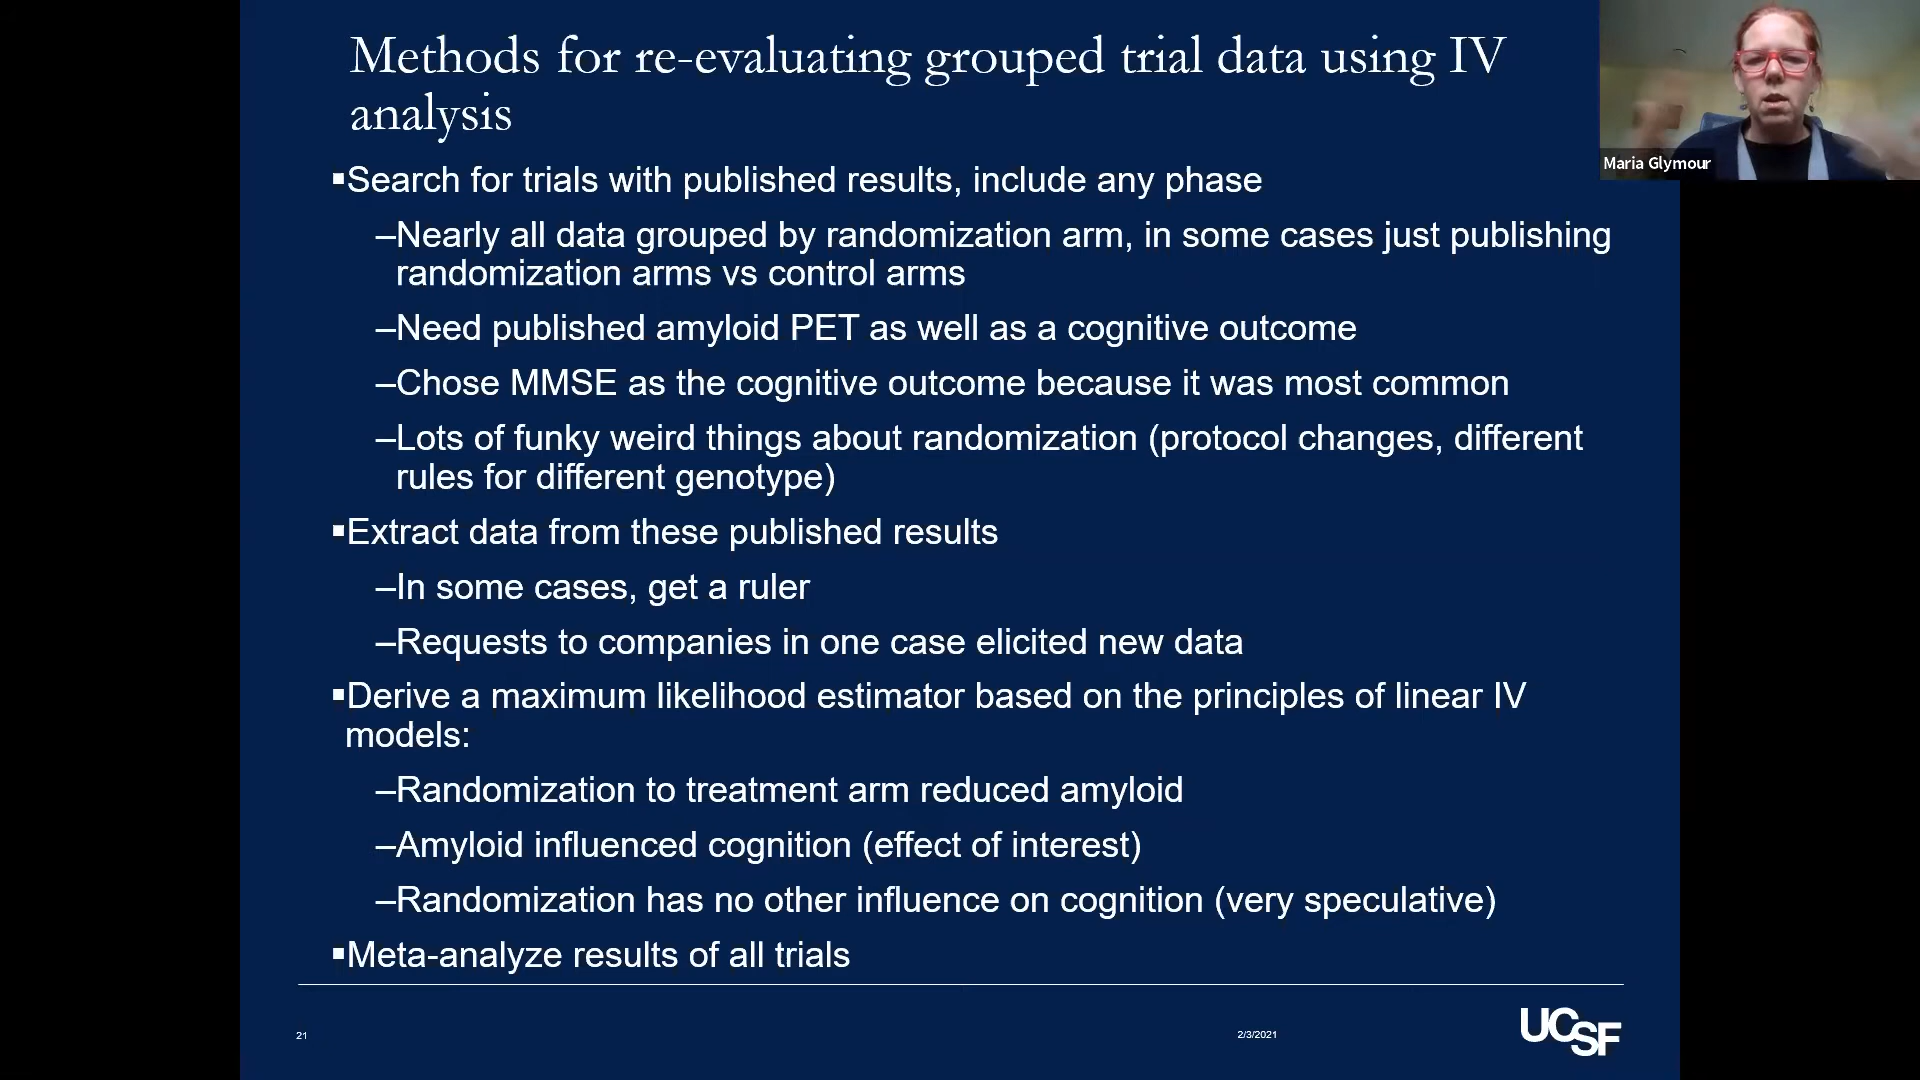 Methods for re-evaluating grouped trial data using IV
analysis
Maria Glymour
▪Search for trials with published results, include any phase
–Nearly all data grouped by randomization arm, in some cases just publishing
randomization arms vs control arms
–Need published amyloid PET as well as a cognitive outcome
–Chose MMSE as the cognitive outcome because it was most common
–Lots of funky weird things about randomization (protocol changes, different
rules for different genotype)
▪Extract data from these published results
–In some cases, get a ruler
–Requests to companies in one case elicited new data
▪Derive a maximum likelihood estimator based on the principles of linear IV
models:
–Randomization to treatment arm reduced amyloid
–Amyloid influenced cognition (effect of interest)
–Randomization has no other influence on cognition (very speculative)
▪Meta-analyze results of all trials
21
2/3/2021
UCSF